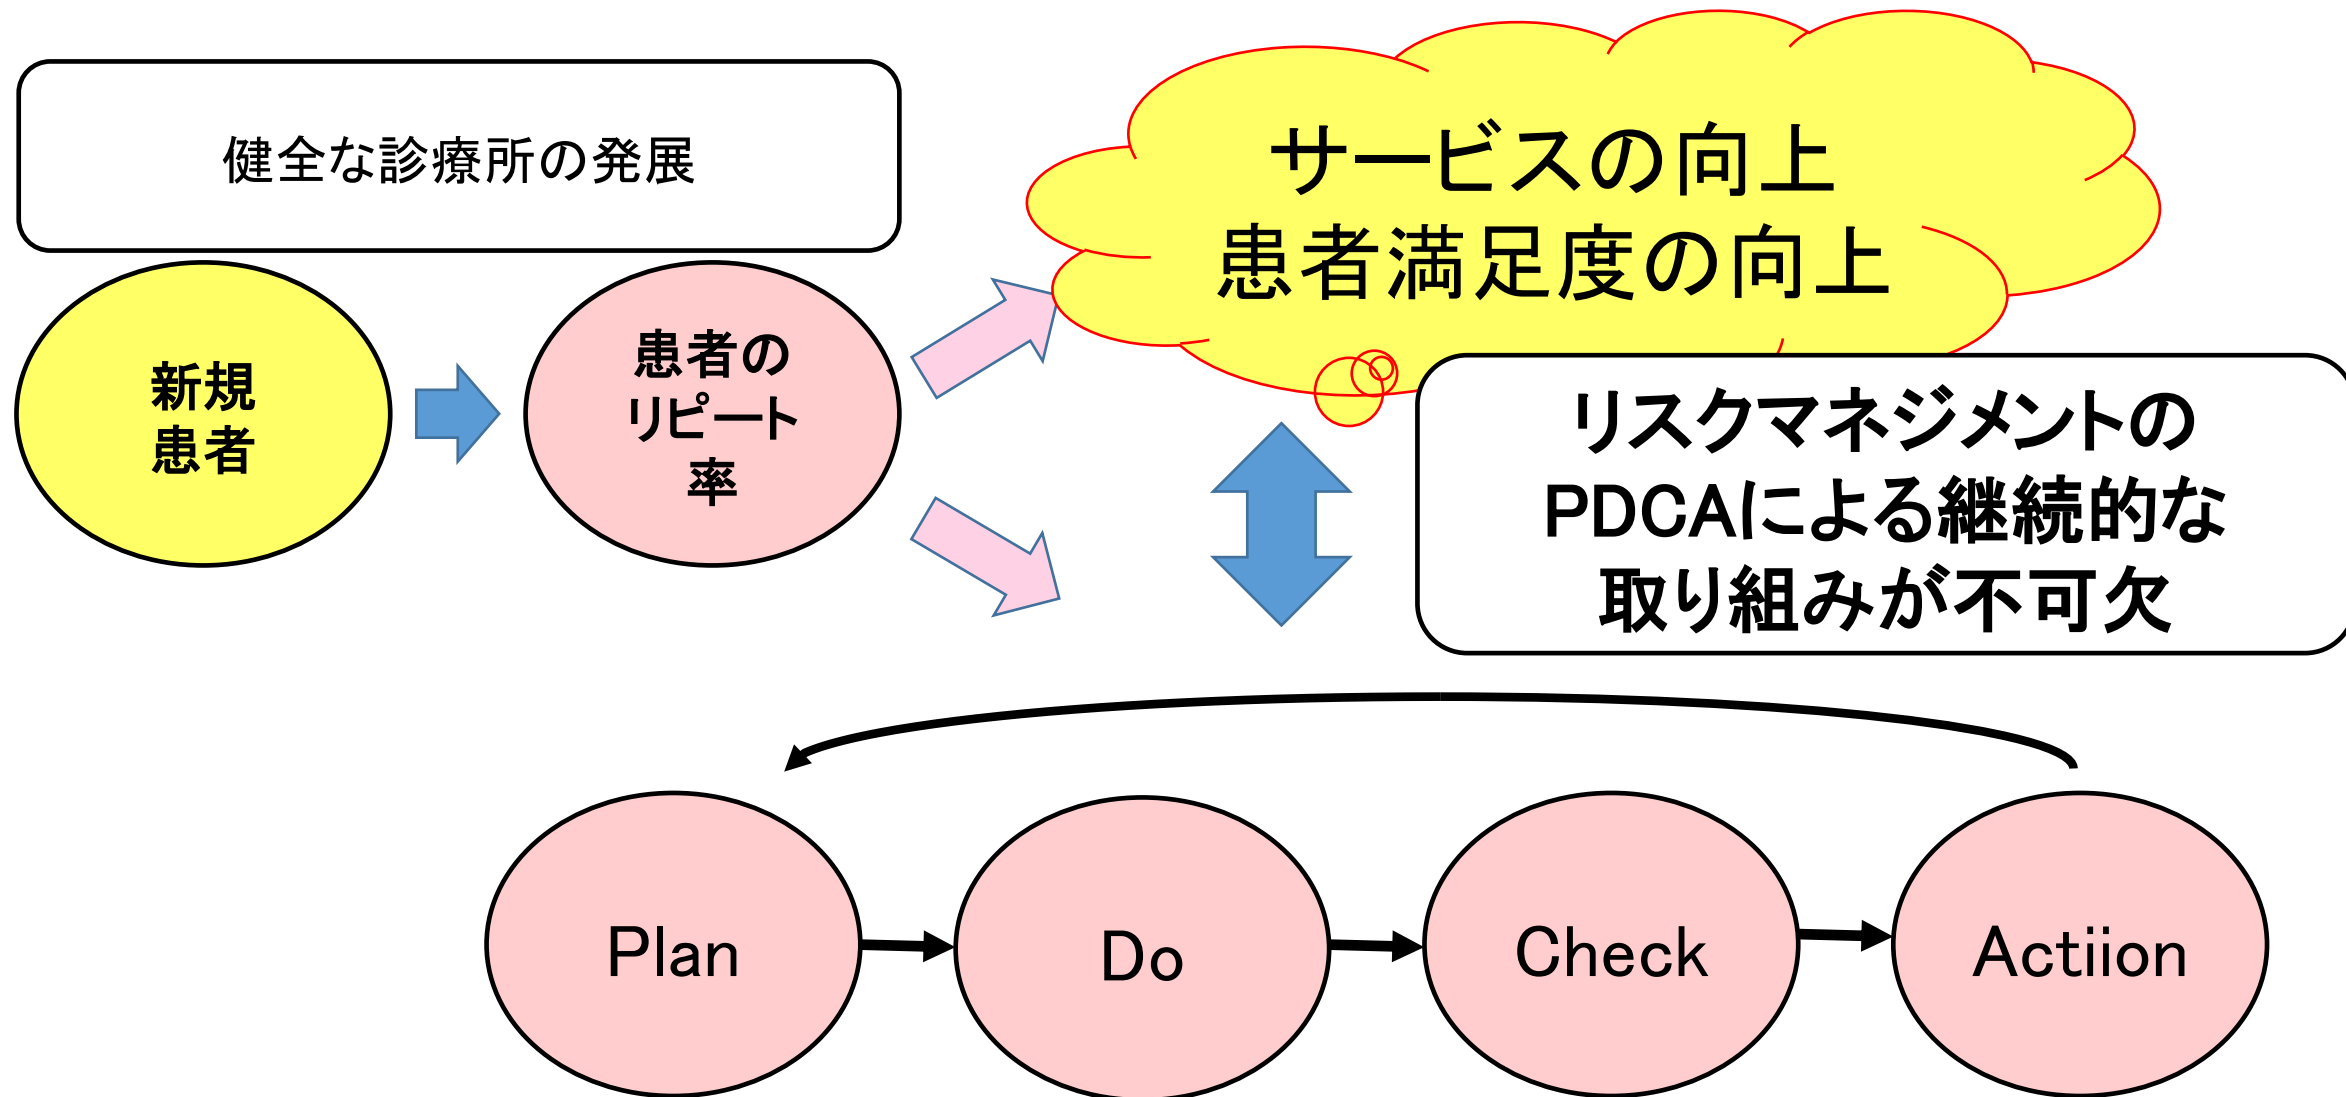 健全な診療所の発展
サービスの向上
患者満足度の向上
新規
患者
患者の
リピート
率
リスクマネジメントの
PDCAによる継続的な
取り組みが不可欠
Plan
Do
Check
Actiion